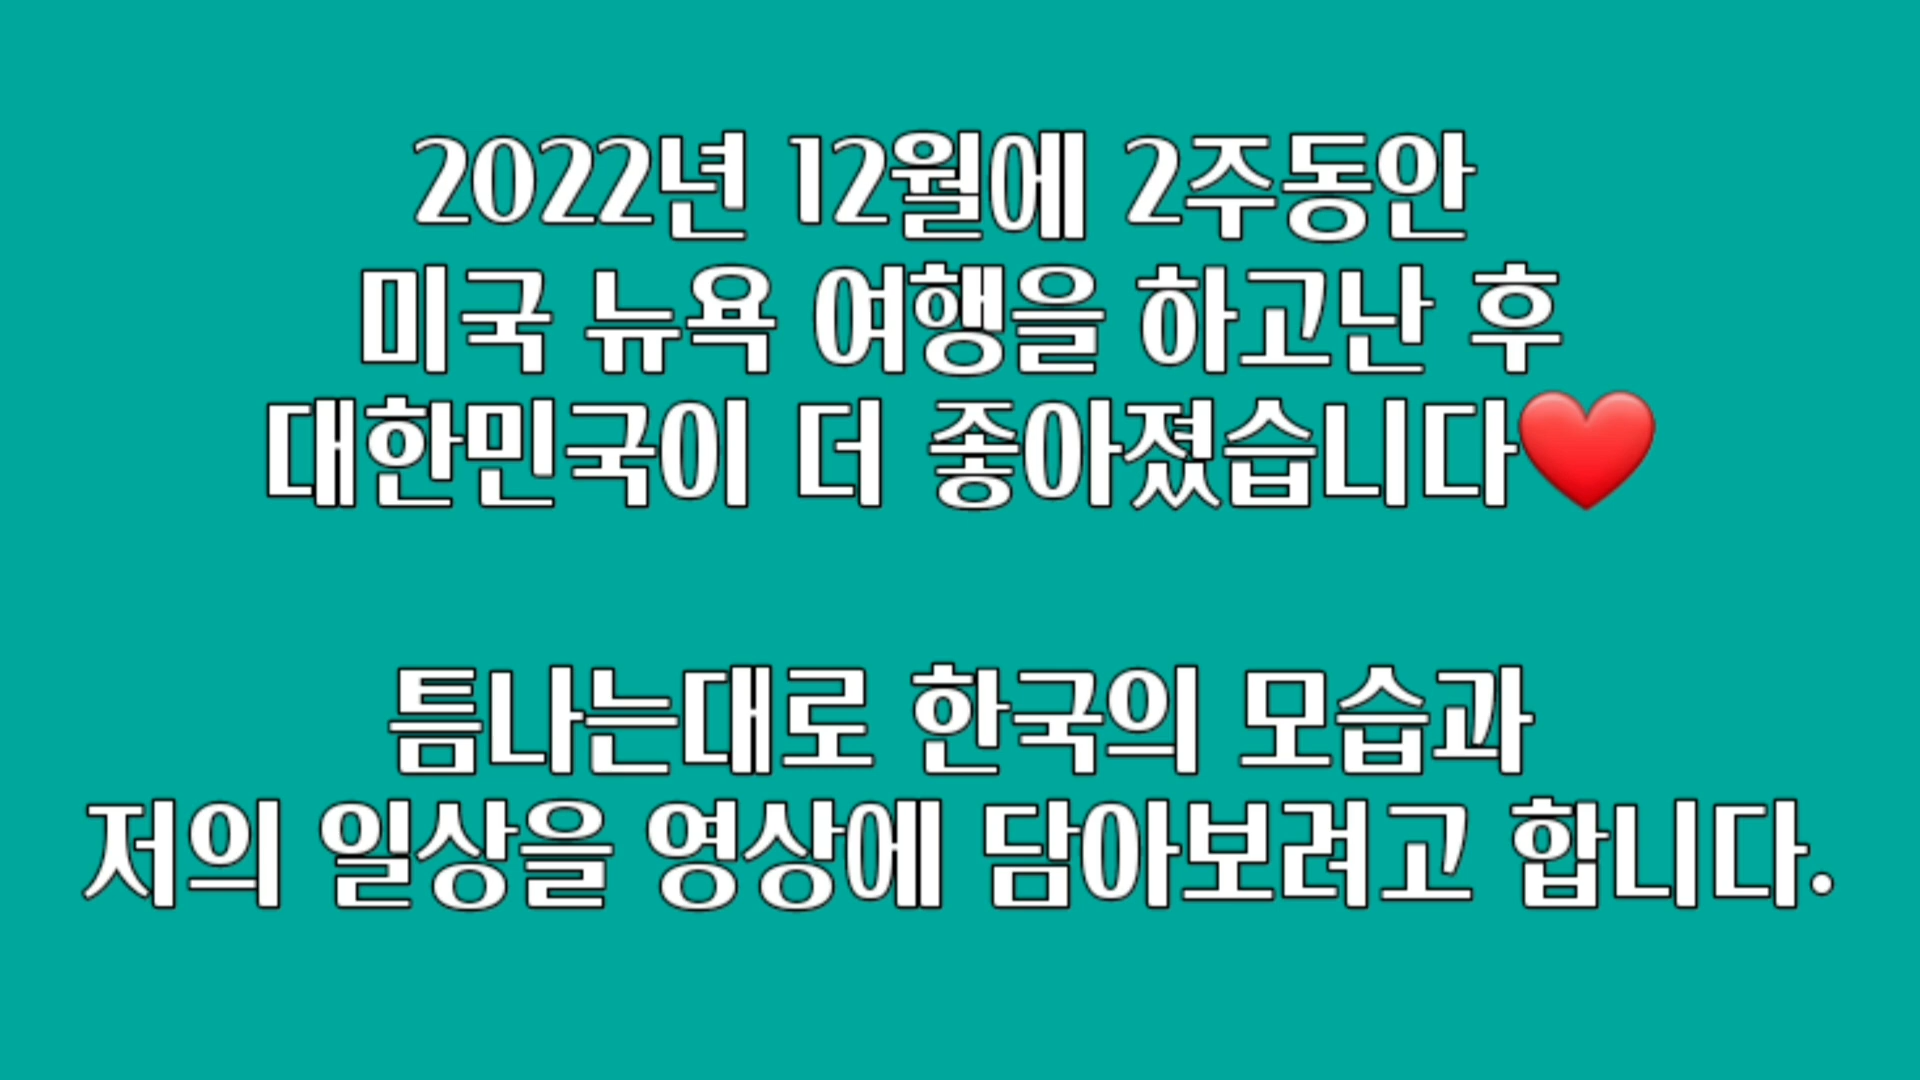 2022년 12월에 2주동안
미국 뉴욕 여행을 하고난 후
대한민국이 더 좋아졌습니다❤️
틈나는대로 한국의 모습과
저의 일상을 영상에 담아보려고 합니다.